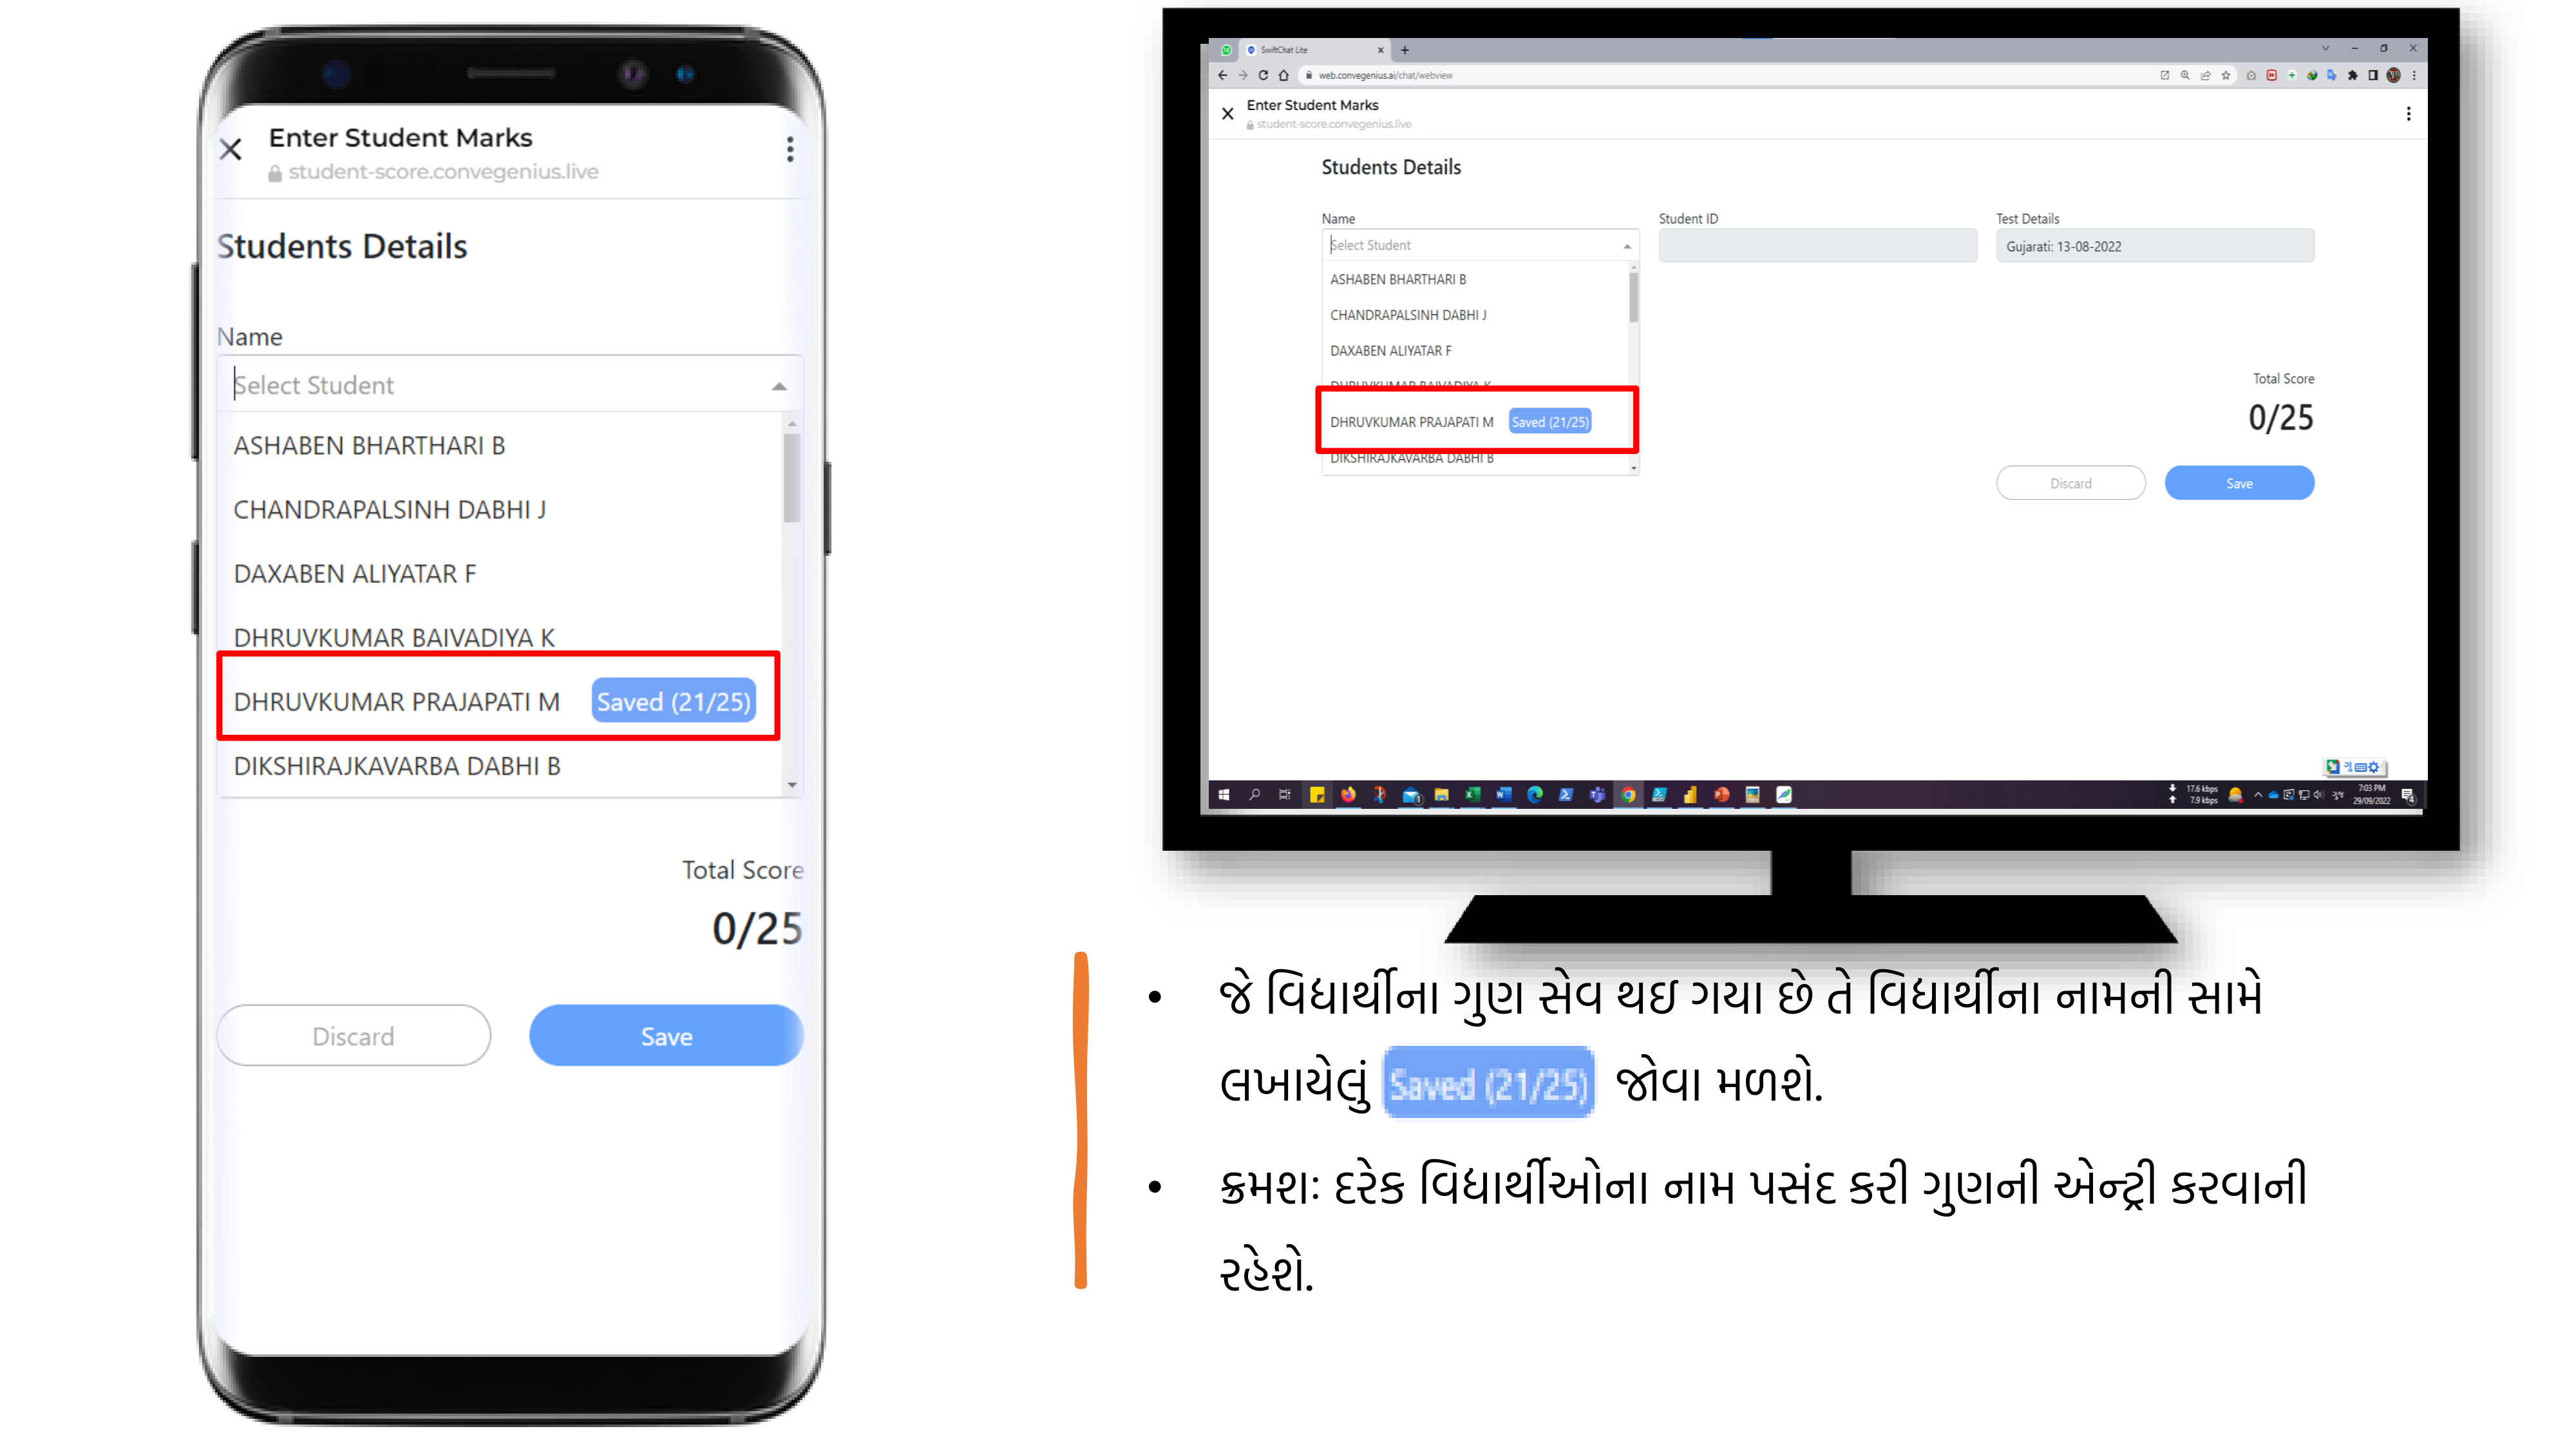 Enter Student Marks
student-score.convegenius.live
Students Details
Name
Select Student
ASHABEN BHARTHARI B
CHANDRAPALSINH DABHI J
DAXABEN ALIYATAR F
DHRUVKUMAR BAIVADIYA K
DHRUVKUMAR PRAJAPATI M Saved (21/25)
DIKSHIRAJKAVARBA DABHI B
Total Score
0/25
Discard Save
SwiftChat Lite
web.convegenius.ai/chat/webview
Enter Student Marks
student-score.convegenius.live
Students Details
Name Student ID Test Details
Select Student Gujarati: 13-08-2022
ASHABEN BHARTHARI B
CHANDRAPALSINH DABHI J
DAXABEN ALIYATAR F
DHRUVKUMAR BAIVADIYA K
DHRUVKUMAR PRAJAPATI M Saved (21/25)
DIKSHIRAJKAVARBA DABHI B
Total Score
0/25
Discard Save
17.6 kbps 7:03 PM
7.9 kbps 29/09/2022
• જે વિદ્યાર્થીના ગુણ સેવ થઇ ગયા છે તે વિદ્યાર્થીના નામની સામે
લખાયેલું Saved (21/25) જોવા મળશે.
• ક્રમશઃ દરેક વિદ્યાર્થીઓના નામ પસંદ કરી ગુણની એન્ટ્રી કરવાની
રહેશે.